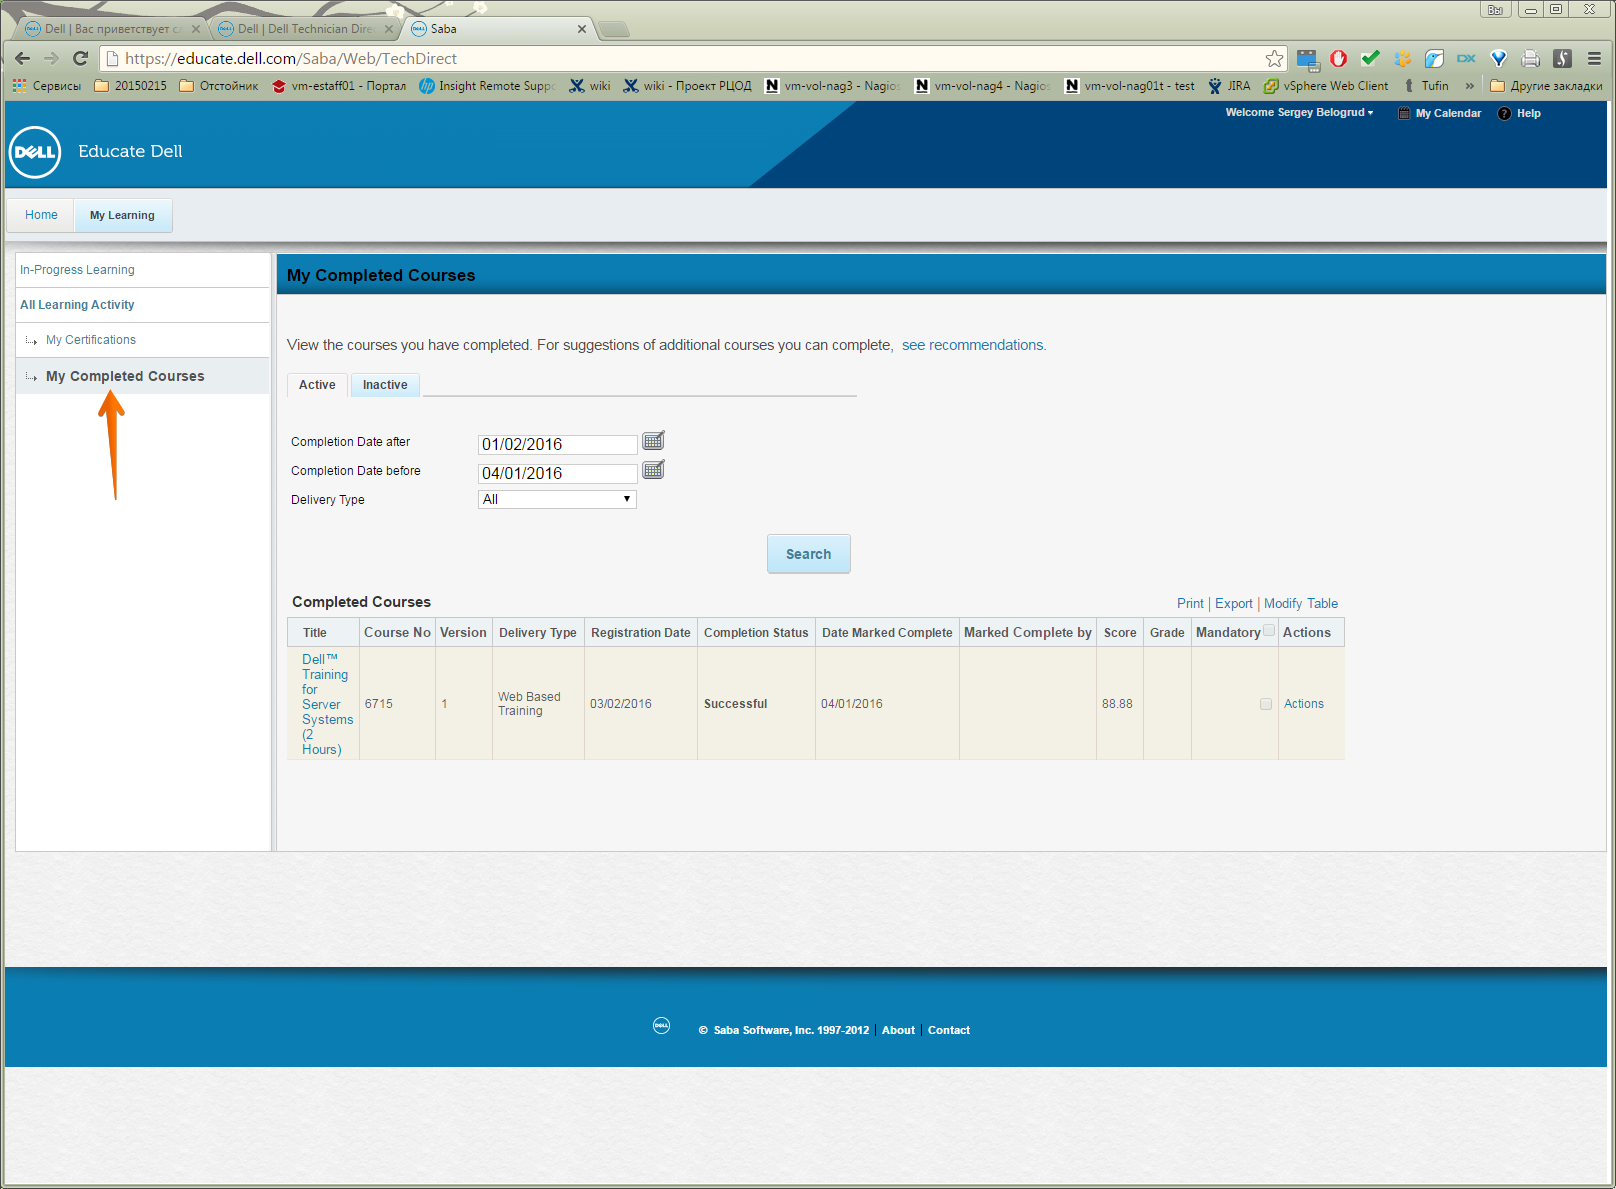 Вы
Dell | Вас приветствует с
Dell | Dell Technician Dire
Saba
https://educate.dell.com/Saba/Web/TechDirect
Сервисы
20150215
Отстойник
vm-estaff01 - Портал
Insight Remote Supp
wiki
wiki - Проект РЦОД
vm-vol-nag3 - Nagios
vm-vol-nag4 - Nagios
vm-vol-nag01t - test
JIRA
vSphere Web Client
Tufin
»
Другие закладки
Welcome Sergey Belogrud
My Calendar
Help
DELL
Educate Dell
Home
My Learning
In-Progress Learning
All Learning Activity
My Certifications
My Completed Courses
My Completed Courses
View the courses you have completed. For suggestions of additional courses you can complete, see recommendations.
Active
Inactive
Completion Date after
01/02/2016
Completion Date before
04/01/2016
Delivery Type
All
Search
Completed Courses
Print | Export | Modify Table
Title
Course No
Version
Delivery Type
Registration Date
Completion Status
Date Marked Complete
Marked Complete by
Score
Grade
Mandatory
Actions
Dell™
Training
for
Server
Systems
(2
Hours)
6715
1
Web Based
Training
03/02/2016
Successful
04/01/2016
88.88
Actions
DELL
© Saba Software, Inc. 1997-2012 | About | Contact